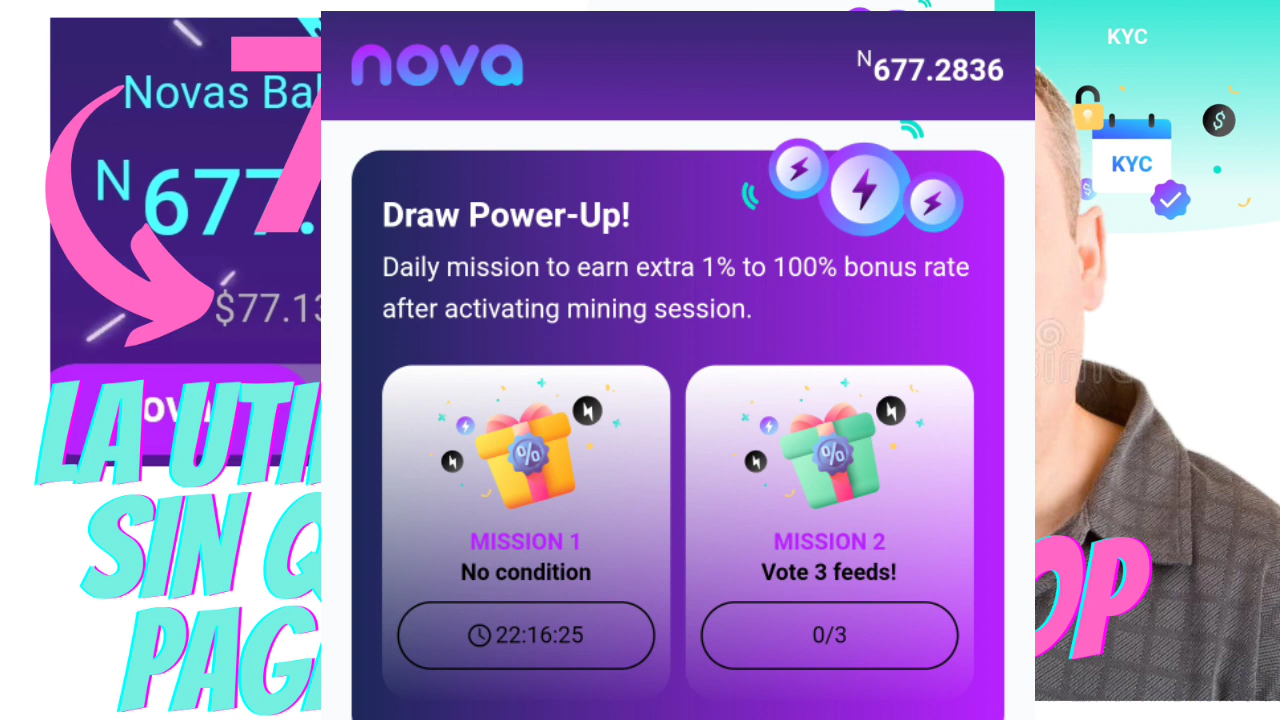 Novas Bal
N677.
$77.13
LA UTI
SIN Q
PAG
nova
N677.2836
Draw Power-Up!
Daily mission to earn extra 1% to 100% bonus rate
after activating mining session.
MISSION 1
No condition
22:16:25
MISSION 2
Vote 3 feeds!
0/3
KYC
KYC
OP